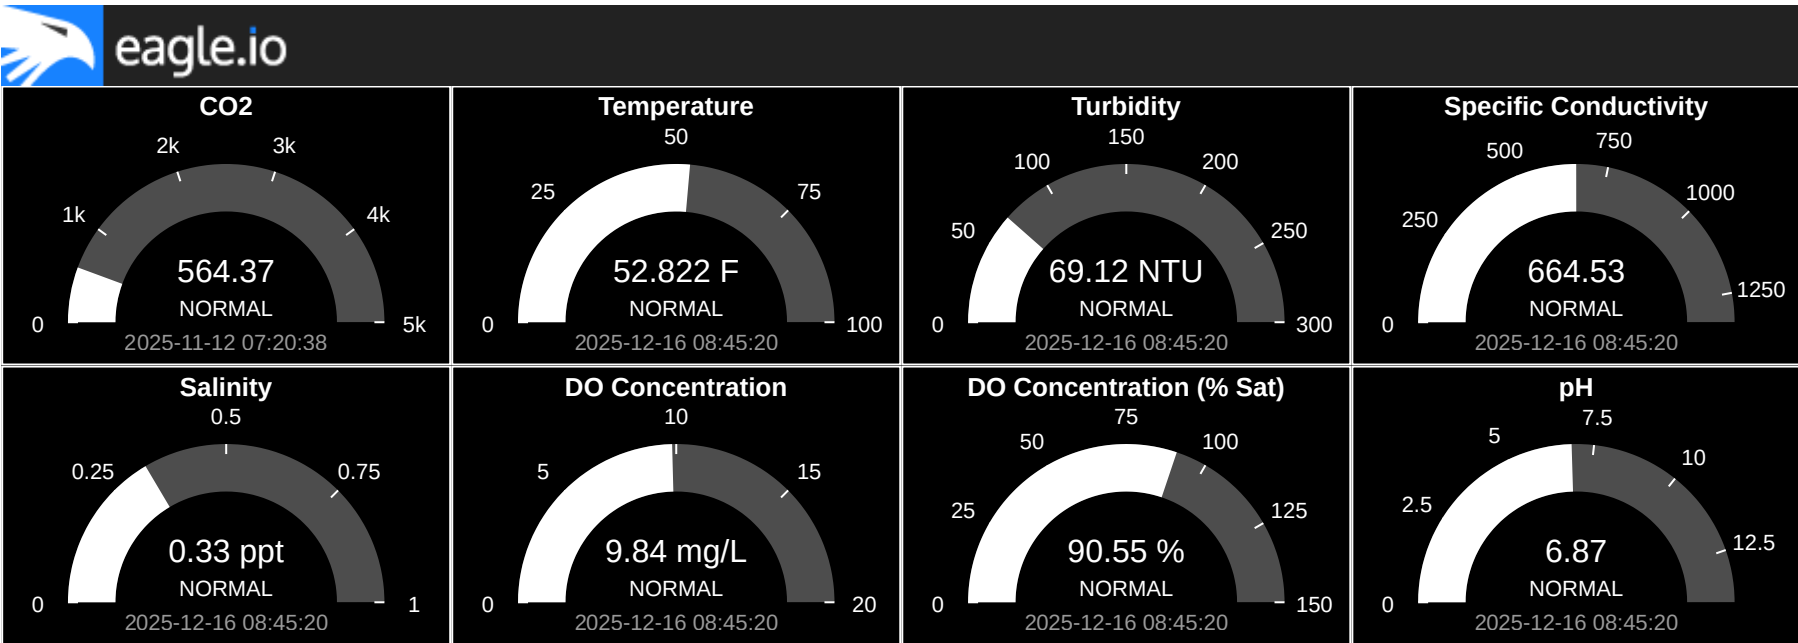 eagle.io
CO2
0
1k
2k
3k
4k
5k
564.37
NORMAL
2025-11-12 07:20:38
Temperature
0
25
50
75
100
52.822 F
NORMAL
2025-12-16 08:45:20
Turbidity
0
50
100
150
200
250
300
69.12 NTU
NORMAL
2025-12-16 08:45:20
Specific Conductivity
0
250
500
750
1000
1250
664.53
NORMAL
2025-12-16 08:45:20
Salinity
0
0.25
0.5
0.75
1
0.33 ppt
NORMAL
2025-12-16 08:45:20
DO Concentration
0
5
10
15
20
9.84 mg/L
NORMAL
2025-12-16 08:45:20
DO Concentration (% Sat)
0
25
50
75
100
125
150
90.55 %
NORMAL
2025-12-16 08:45:20
pH
0
2.5
5
7.5
10
12.5
6.87
NORMAL
2025-12-16 08:45:20